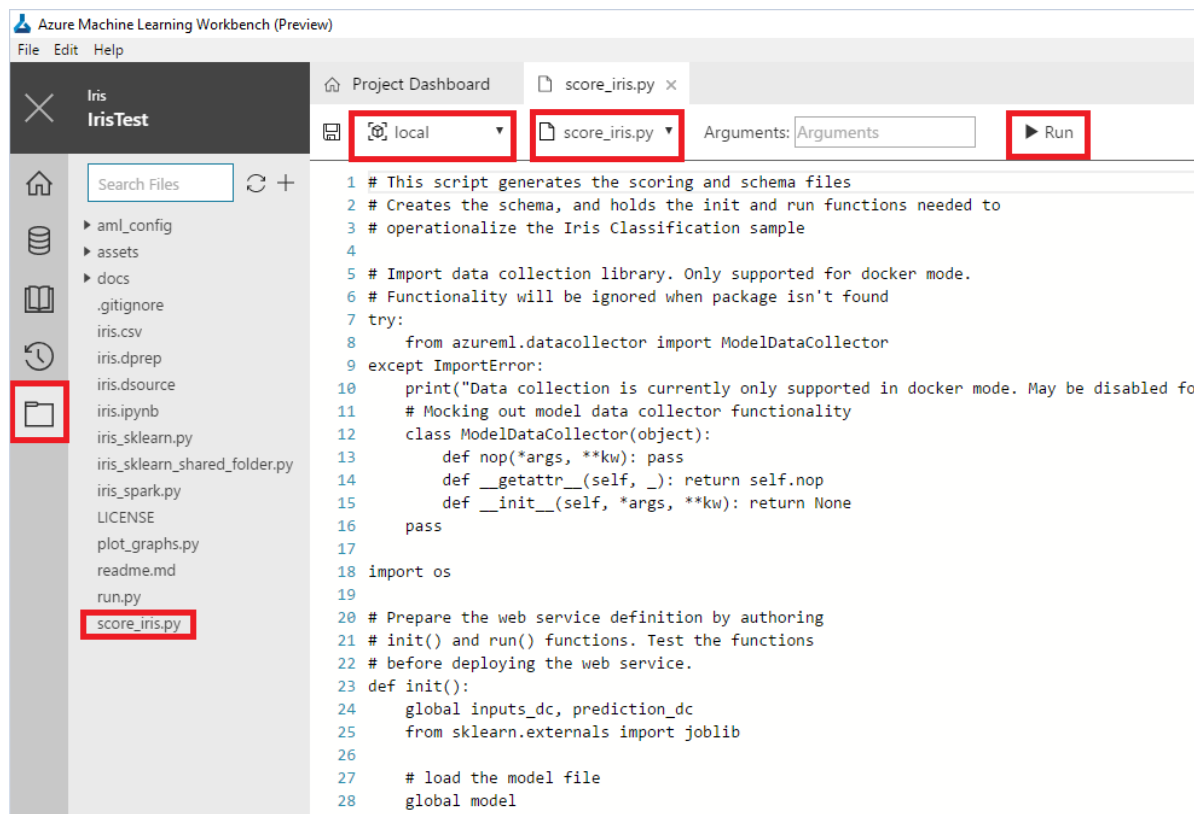 Azure Machine Learning Workbench (Preview)
File Edit Help
Iris
IrisTest
Project Dashboard
score_iris.py
local
score_iris.py
Arguments:
Arguments
Run
Search Files
aml_config
assets
docs
.gitignore
iris.csv
iris.dprep
iris.dsource
iris.ipynb
iris_sklearn.py
iris_sklearn_shared_folder.py
iris_spark.py
LICENSE
plot_graphs.py
readme.md
run.py
score_iris.py
1 # This script generates the scoring and schema files
2 # Creates the schema, and holds the init and run functions needed to
3 # operationalize the Iris Classification sample
4
5 # Import data collection library. Only supported for docker mode.
6 # Functionality will be ignored when package isn't found
7 try:
8     from azureml.datacollector import ModelDataCollector
9 except ImportError:
10     print("Data collection is currently only supported in docker mode. May be disabled fo
11     # Mocking out model data collector functionality
12     class ModelDataCollector(object):
13         def nop(*args, **kw): pass
14         def __getattr__(self, _): return self.nop
15         def __init__(self, *args, **kw): return None
16     pass
17
18 import os
19
20 # Prepare the web service definition by authoring
21 # init() and run() functions. Test the functions
22 # before deploying the web service.
23 def init():
24     global inputs_dc, prediction_dc
25     from sklearn.externals import joblib
26
27     # load the model file
28     global model